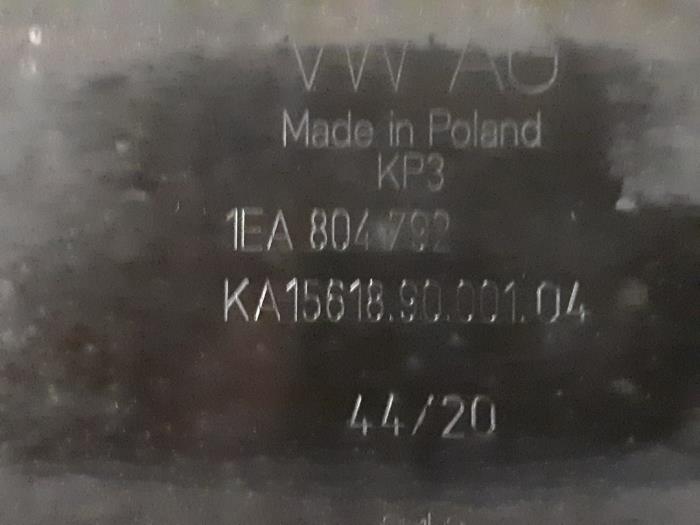 VW AG
Made in Poland
KP3
1EA 804 792
KA15618.90.001.04
44/20